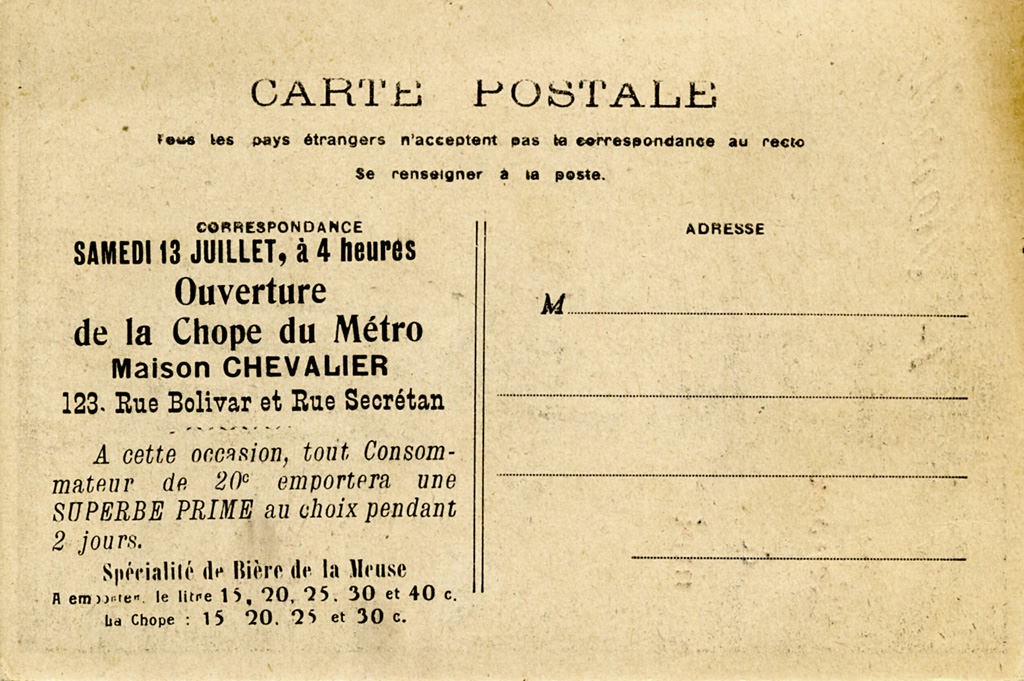 CARTE POSTALE
Tous les pays étrangers n'acceptent pas la correspondance au recto
Se renseigner à la poste.
CORRESPONDANCE
SAMEDI 13 JUILLET, à 4 heures
Ouverture
de la Chope du Métro
Maison CHEVALIER
123. Rue Bolivar et Rue Secrétan
A cette occasion, tout Consom-
mateur de 20c emportera une
SUPERBE PRIME au choix pendant
2 jours.
Spécialité de Bière de la Meuse
A emporter. le litre 15, 20, 25. 30 et 40 c.
La Chope : 15 20. 25 et 30 c.
ADRESSE
M